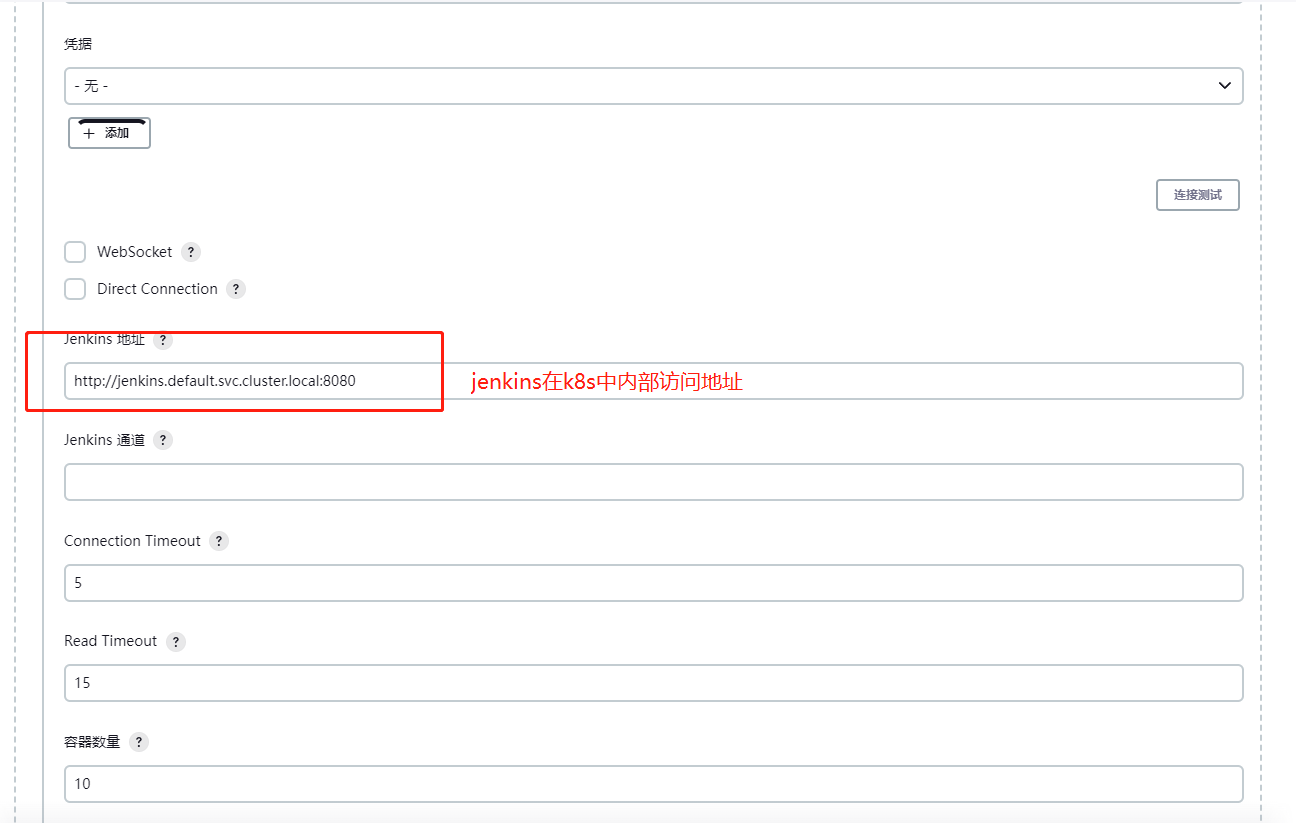 凭据
- 无 -
+ 添加
连接测试
WebSocket ?
Direct Connection ?
Jenkins 地址 ?
http://jenkins.default.svc.cluster.local:8080
jenkins在k8s中内部访问地址
Jenkins 通道 ?
Connection Timeout ?
5
Read Timeout ?
15
容器数量 ?
10